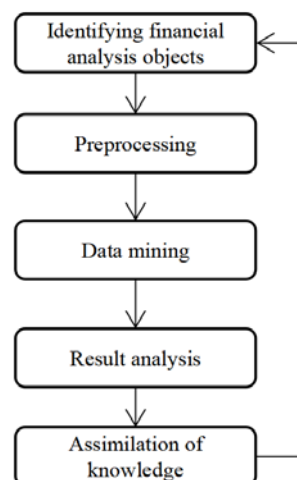 Identifying financial
analysis objects
Preprocessing
Data mining
Result analysis
Assimilation of
knowledge